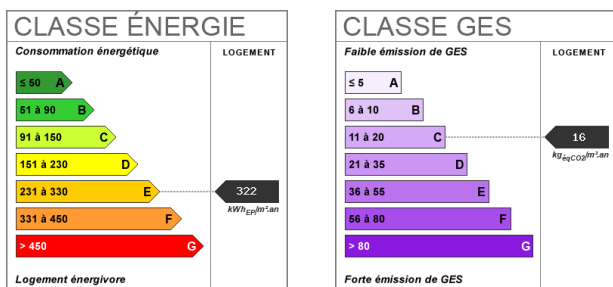 CLASSE ÉNERGIE
Consommation énergétique
LOGEMENT
≤ 50 A
51 à 90 B
91 à 150 C
151 à 230 D
231 à 330 E
322
kWhEP/m².an
331 à 450 F
> 450 G
Logement énergivore
CLASSE GES
Faible émission de GES
LOGEMENT
≤ 5 A
6 à 10 B
11 à 20 C
16
kgéqCO2/m².an
21 à 35 D
36 à 55 E
56 à 80 F
> 80 G
Forte émission de GES